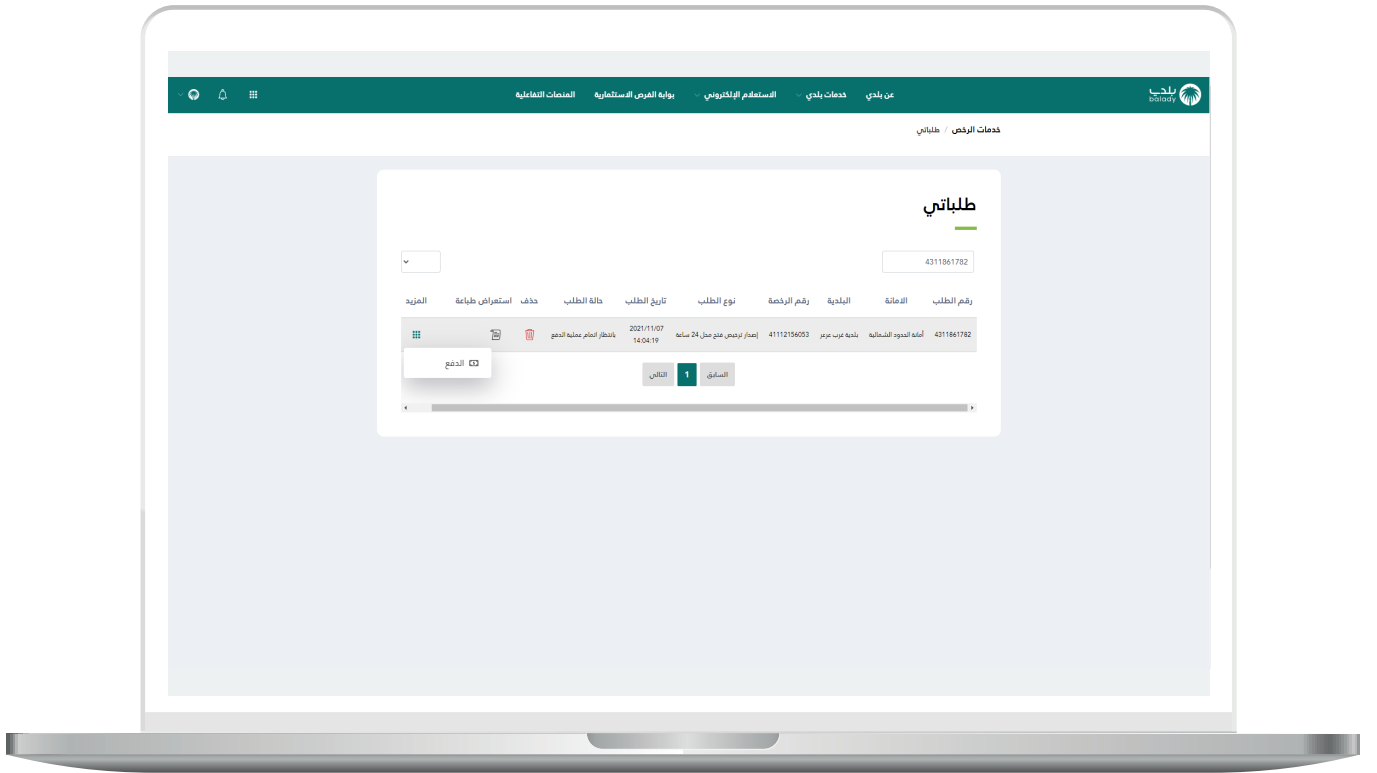 بلدي
balady
عن بلدي
خدمات بلدي
الاستعلام الإلكتروني
بوابة الفرص الاستثمارية
المنصات التفاعلية
خدمات الرخص / طلباتي
طلباتي
4311861782
رقم الطلب الامانة البلدية رقم الرخصة نوع الطلب تاريخ الطلب حالة الطلب حذف استعراض طباعة المزيد
4311861782 أمانة الحدود الشمالية بلدية غرب عرعر 41112156053 إصدار ترخيص فتح محل 24 ساعة 2021/11/07 14:04:19 بانتظار اتمام عملية الدفع
الدفع
السابق 1 التالي